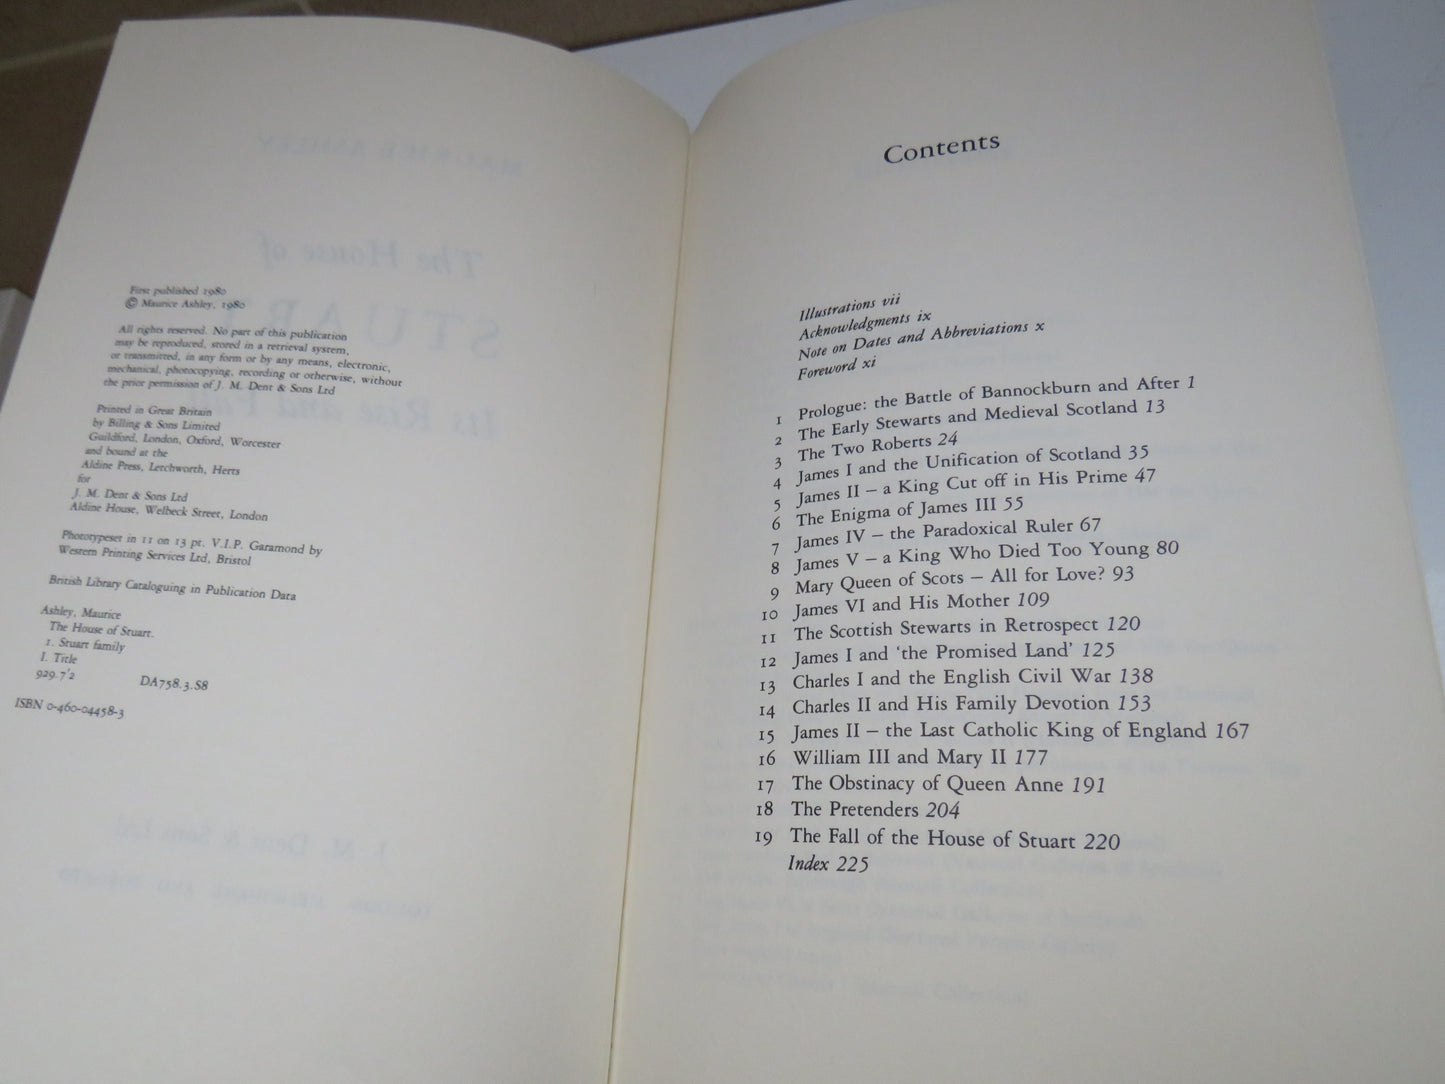 First published 1980
© Maurice Ashley, 1980
All rights reserved. No part of this publication
may be reproduced, stored in a retrieval system,
or transmitted, in any form or by any means, electronic,
mechanical, photocopying, recording or otherwise, without
the prior permission of J. M. Dent & Sons Ltd
Printed in Great Britain
by Billing & Sons Limited
Guildford, London, Oxford, Worcester
and bound at the
Aldine Press, Letchworth, Herts
for
J. M. Dent & Sons Ltd
Aldine House, Welbeck Street, London
Phototypeset in 11 on 13 pt. V.I.P. Garamond by
Western Printing Services Ltd, Bristol
British Library Cataloguing in Publication Data
Ashley, Maurice
The House of Stuart.
1. Stuart family
I. Title
929.7'2 DA758.3.S8
ISBN 0-460-04458-3
Contents
Illustrations vii
Acknowledgments ix
Note on Dates and Abbreviations x
Foreword xi
1 Prologue: the Battle of Bannockburn and After 1
2 The Early Stewarts and Medieval Scotland 13
3 The Two Roberts 24
4 James I and the Unification of Scotland 35
5 James II – a King Cut off in His Prime 47
6 The Enigma of James III 55
7 James IV – the Paradoxical Ruler 67
8 James V – a King Who Died Too Young 80
9 Mary Queen of Scots – All for Love? 93
10 James VI and His Mother 109
11 The Scottish Stewarts in Retrospect 120
12 James I and 'the Promised Land' 125
13 Charles I and the English Civil War 138
14 Charles II and His Family Devotion 153
15 James II – the Last Catholic King of England 167
16 William III and Mary II 177
17 The Obstinacy of Queen Anne 191
18 The Pretenders 204
19 The Fall of the House of Stuart 220
Index 225